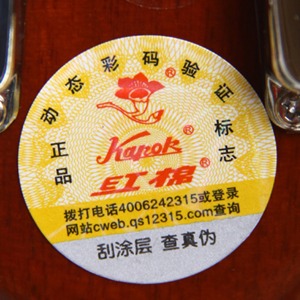 正品 动态彩码验证 标志
®
Kapok®
红棉®
拨打电话4006242315或登录
网站cweb.qs12315.com查询
刮涂层 查真伪